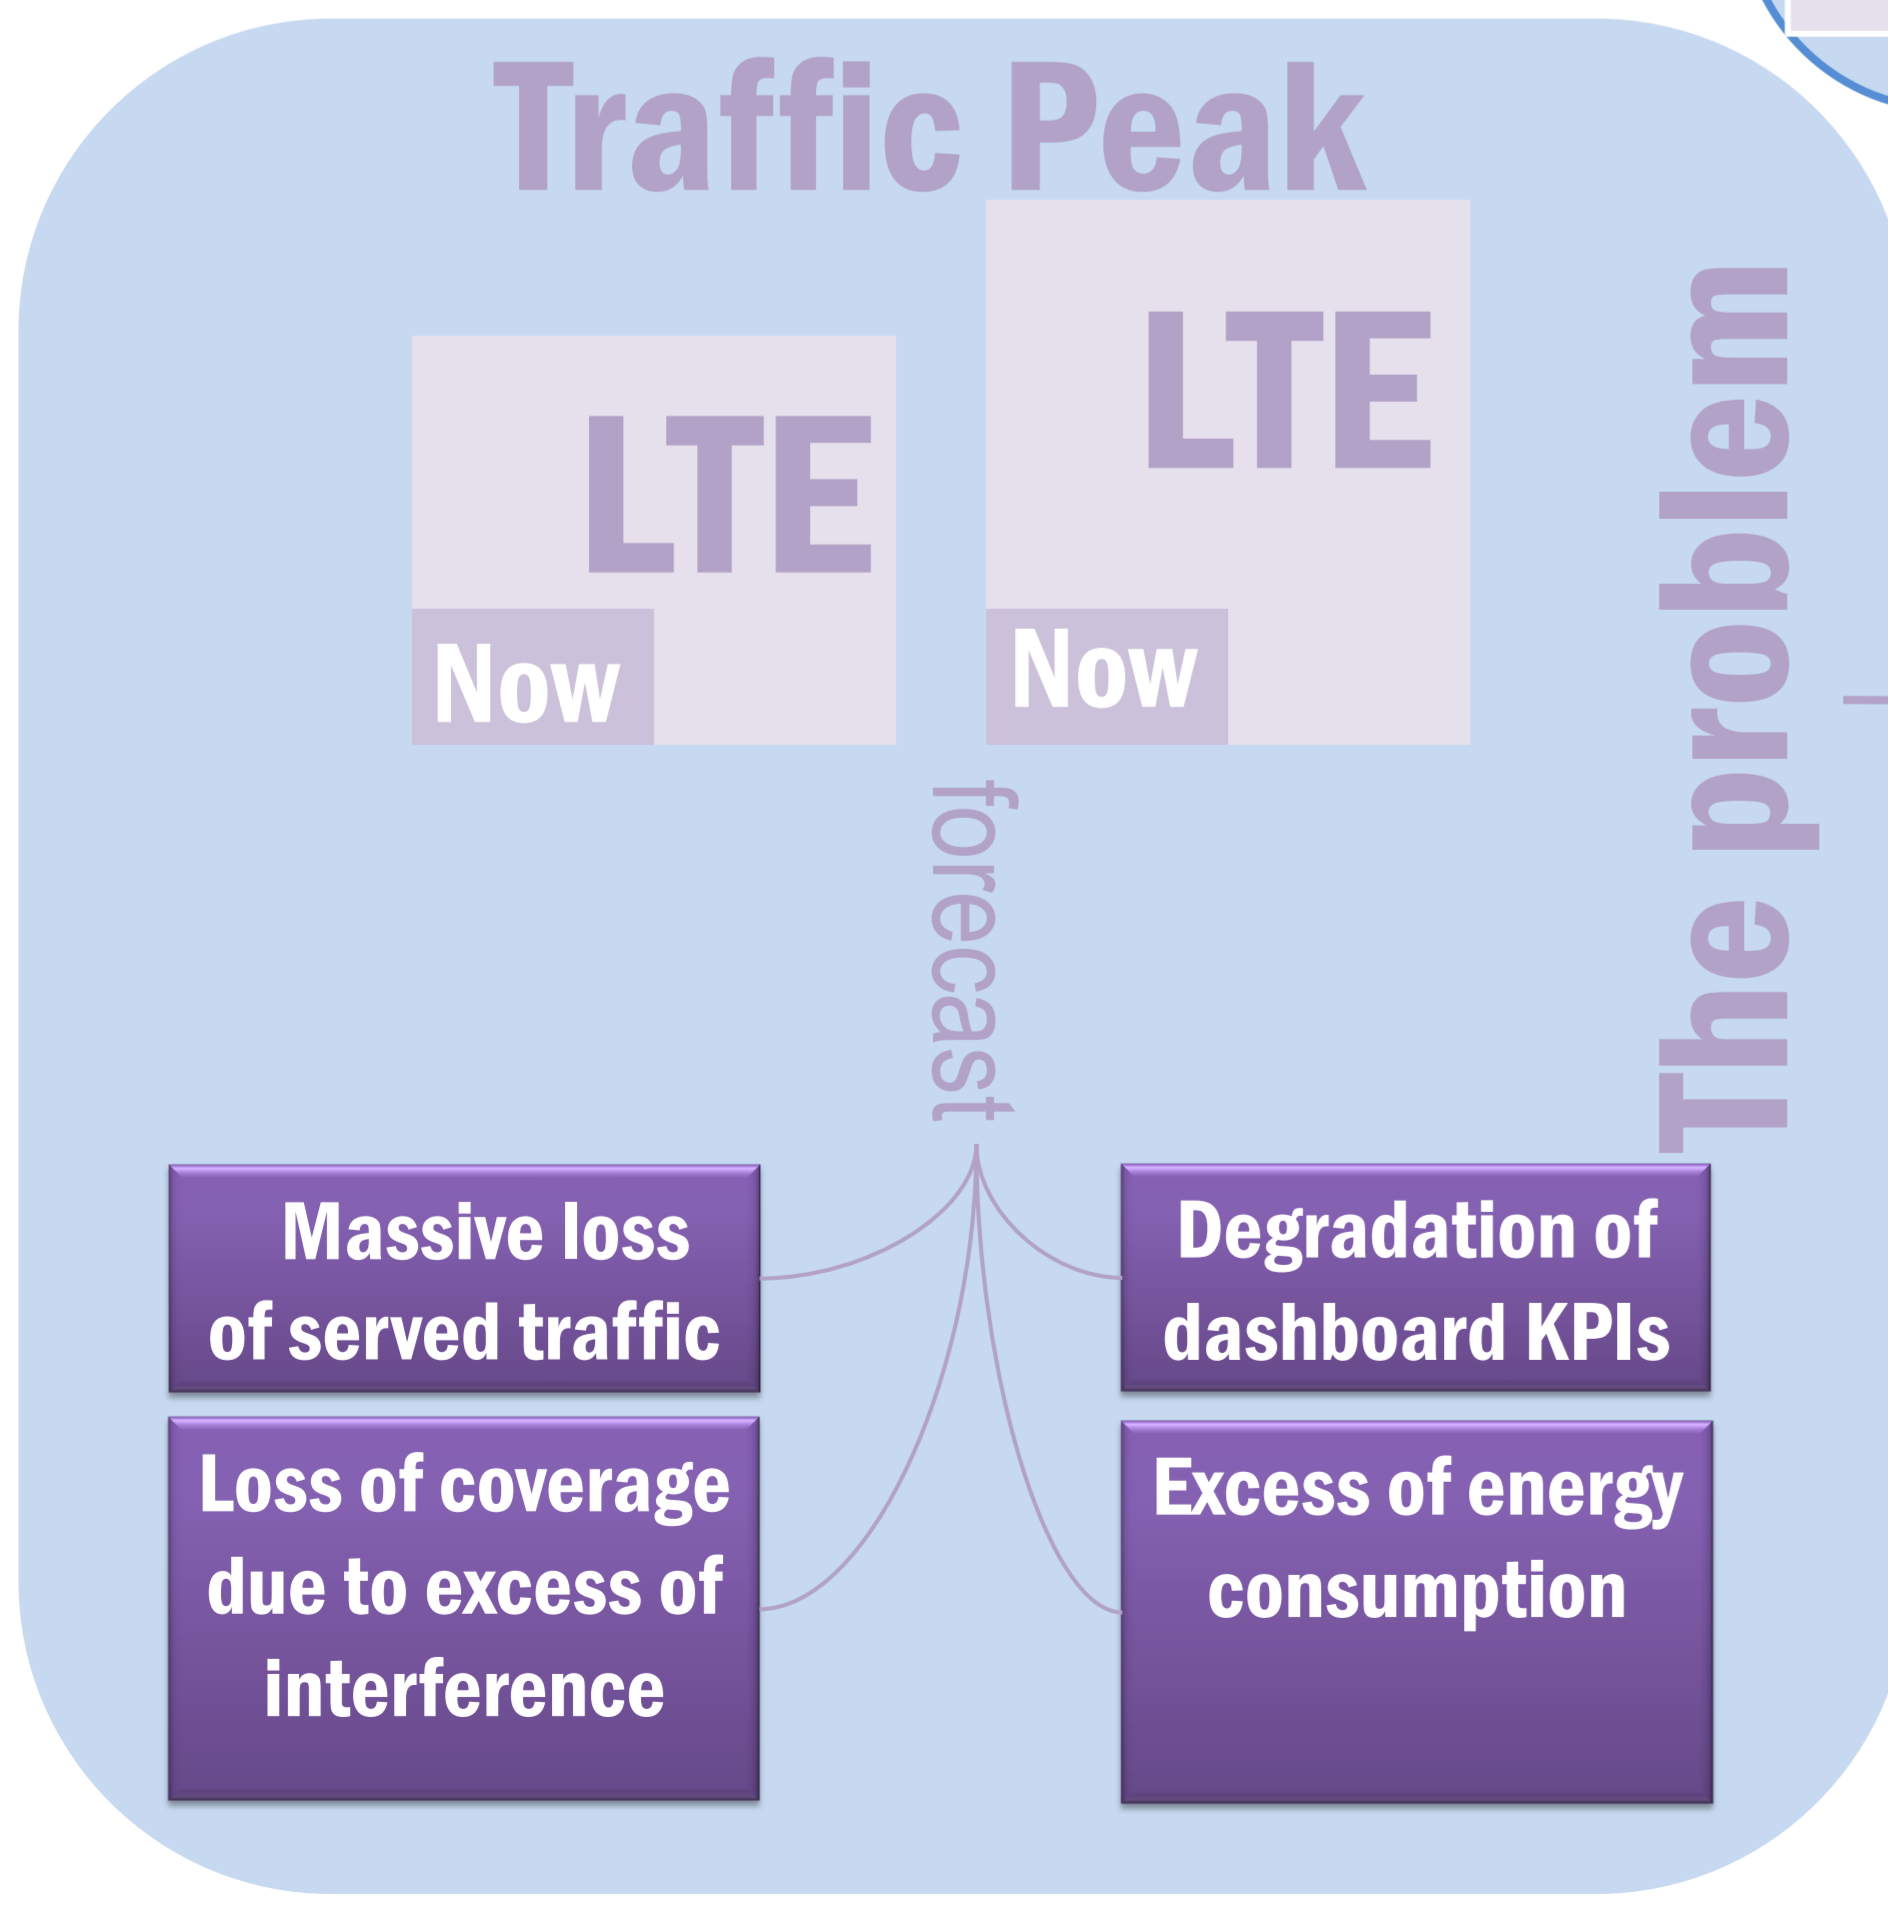 Traffic Peak
LTE
Now
LTE
Now
The problem
forecast
Massive loss
of served traffic
Degradation of
dashboard KPIs
Loss of coverage
due to excess of
interference
Excess of energy
consumption